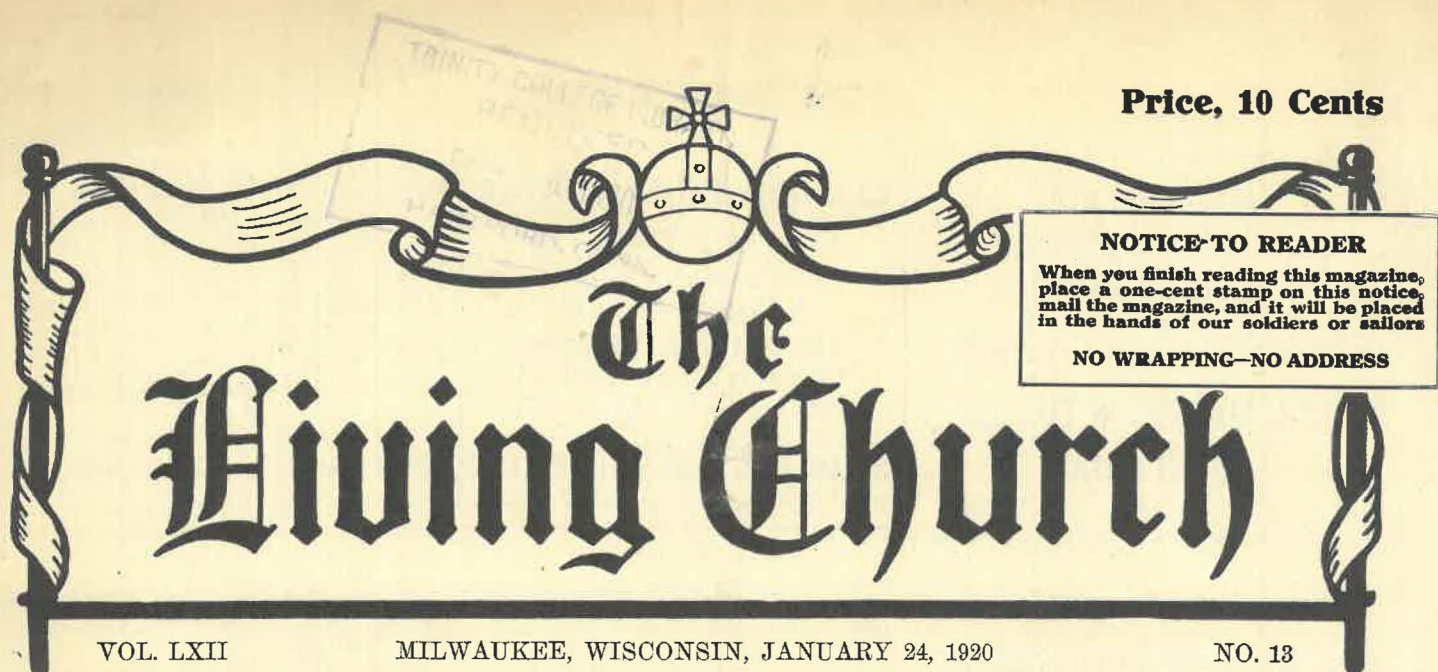 TRINITY COLLEGE
Price, 10 Cents
NOTICE TO READER
When you finish reading this magazine,
place a one-cent stamp on this notice,
mail the magazine, and it will be placed
in the hands of our soldiers or sailors
NO WRAPPING—NO ADDRESS
The
Living Church
VOL. LXII MILWAUKEE, WISCONSIN, JANUARY 24, 1920 NO. 13